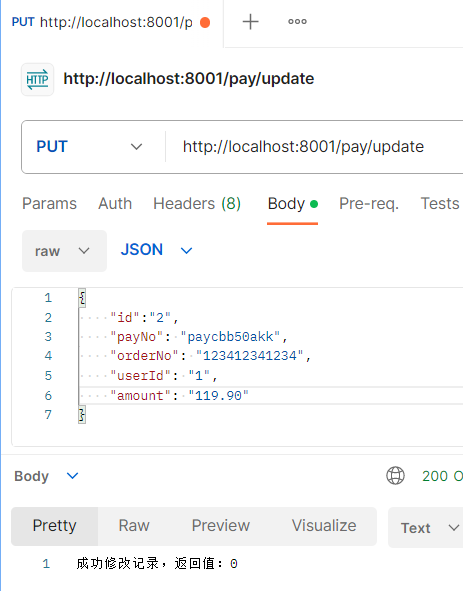 PUT http://localhost:8001/p
HTTP http://localhost:8001/pay/update
PUT http://localhost:8001/pay/update
Params Auth Headers (8) Body Pre-req. Tests
raw JSON
1 {
2 "id":"2",
3 "payNo": "paycbb50akk",
4 "orderNo": "123412341234",
5 "userId": "1",
6 "amount": "119.90"
7 }
Body 200 O
Pretty Raw Preview Visualize Text
1 成功修改记录，返回值：0